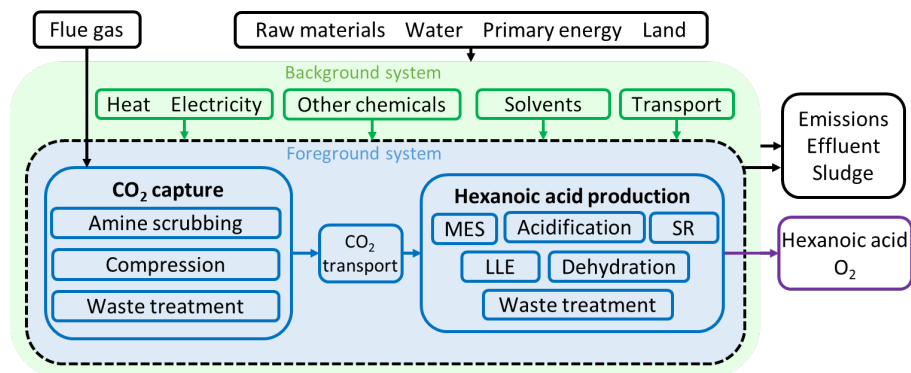 Flue gas
Raw materials Water Primary energy Land
Background system
Heat Electricity
Other chemicals
Solvents
Transport
Emissions
Effluent
Sludge
Foreground system
CO₂ capture
Amine scrubbing
Compression
Waste treatment
CO₂
transport
Hexanoic acid production
MES
Acidification
SR
LLE
Dehydration
Waste treatment
Hexanoic acid
O₂